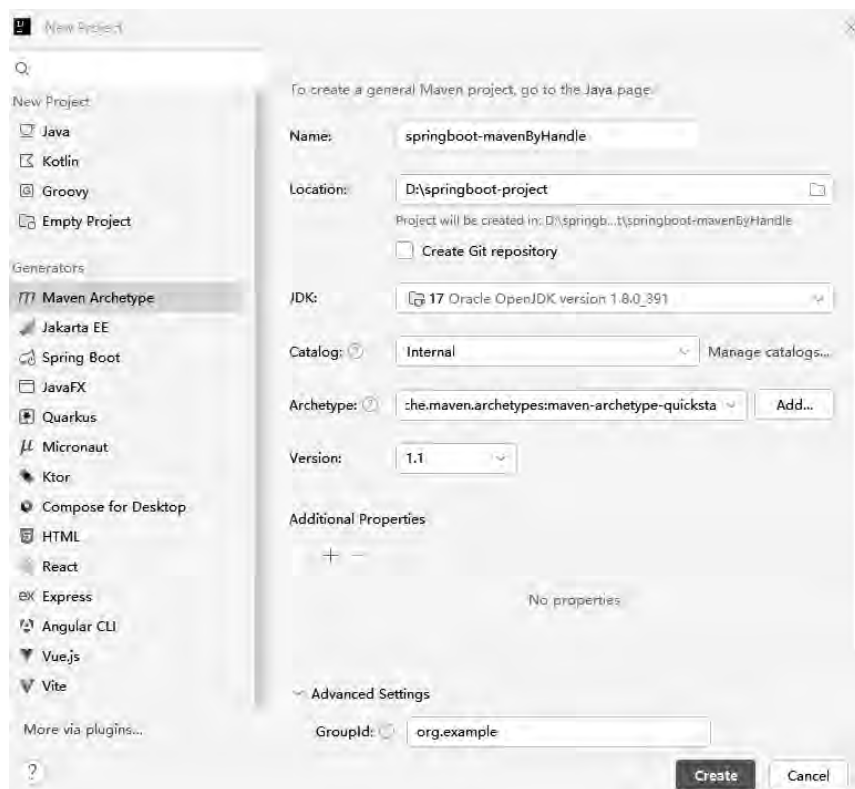 New Project
New Project
Java
Kotlin
Groovy
Empty Project
Generators
Maven Archetype
Jakarta EE
Spring Boot
JavaFX
Quarkus
Micronaut
Ktor
Compose for Desktop
HTML
React
Express
Angular CLI
Vue.js
Vite
More via plugins...
?
To create a general Maven project, go to the Java page.
Name: springboot-mavenByHandle
Location: D:\springboot-project
Project will be created in: D:\springb...t\springboot-mavenByHandle
Create Git repository
JDK: 17 Oracle OpenJDK version 1.8.0_391
Catalog: ? Internal Manage catalogs...
Archetype: ? :he.maven.archetypes:maven-archetype-quicksta Add...
Version: 1.1
Additional Properties
+ −
No properties
Advanced Settings
GroupId: org.example
Create Cancel